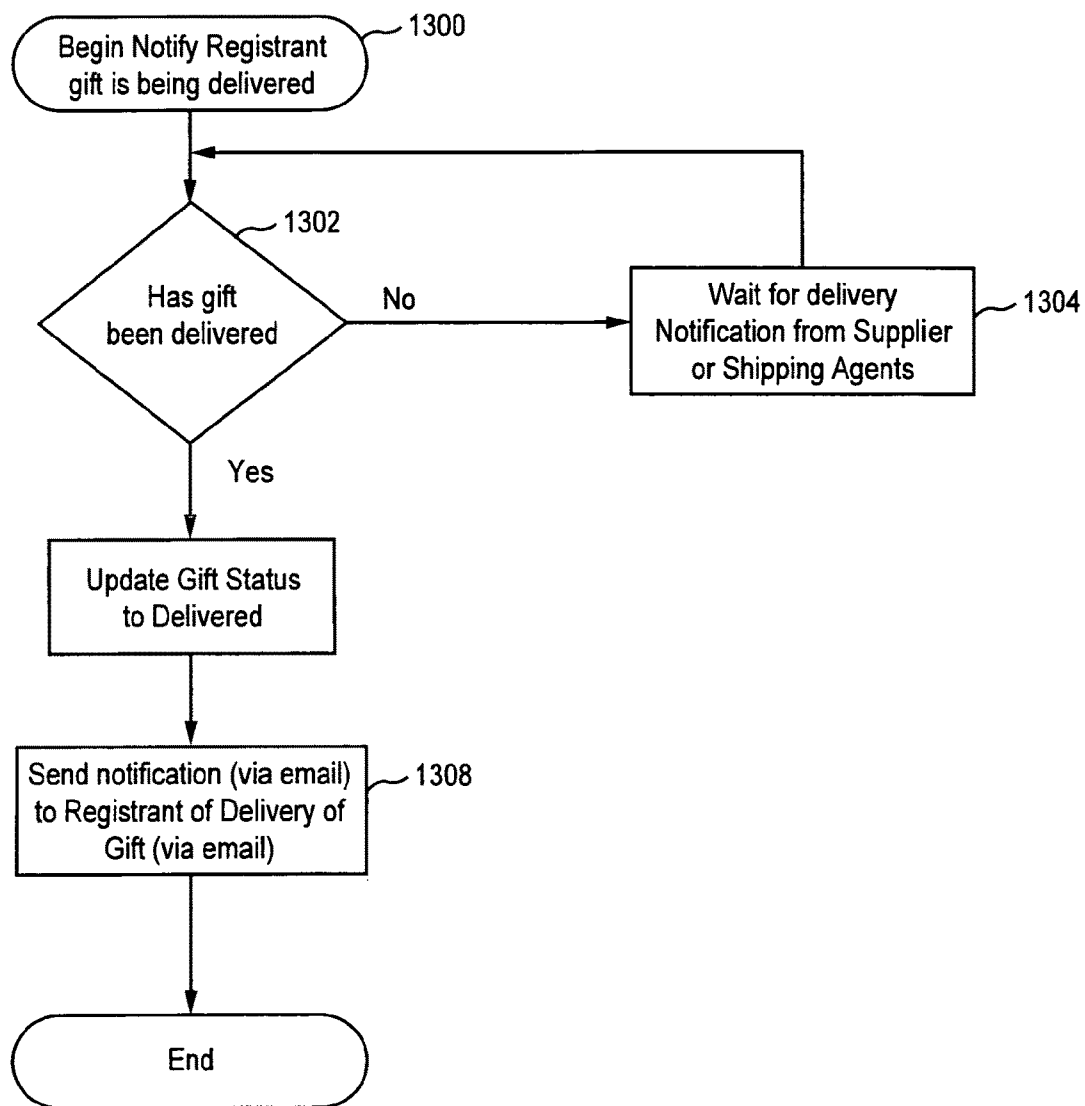 Begin Notify Registrant
gift is being delivered
1300
1302
Has gift
been delivered
No
Wait for delivery
Notification from Supplier
or Shipping Agents
1304
Yes
Update Gift Status
to Delivered
Send notification (via email)
to Registrant of Delivery of
Gift (via email)
1308
End